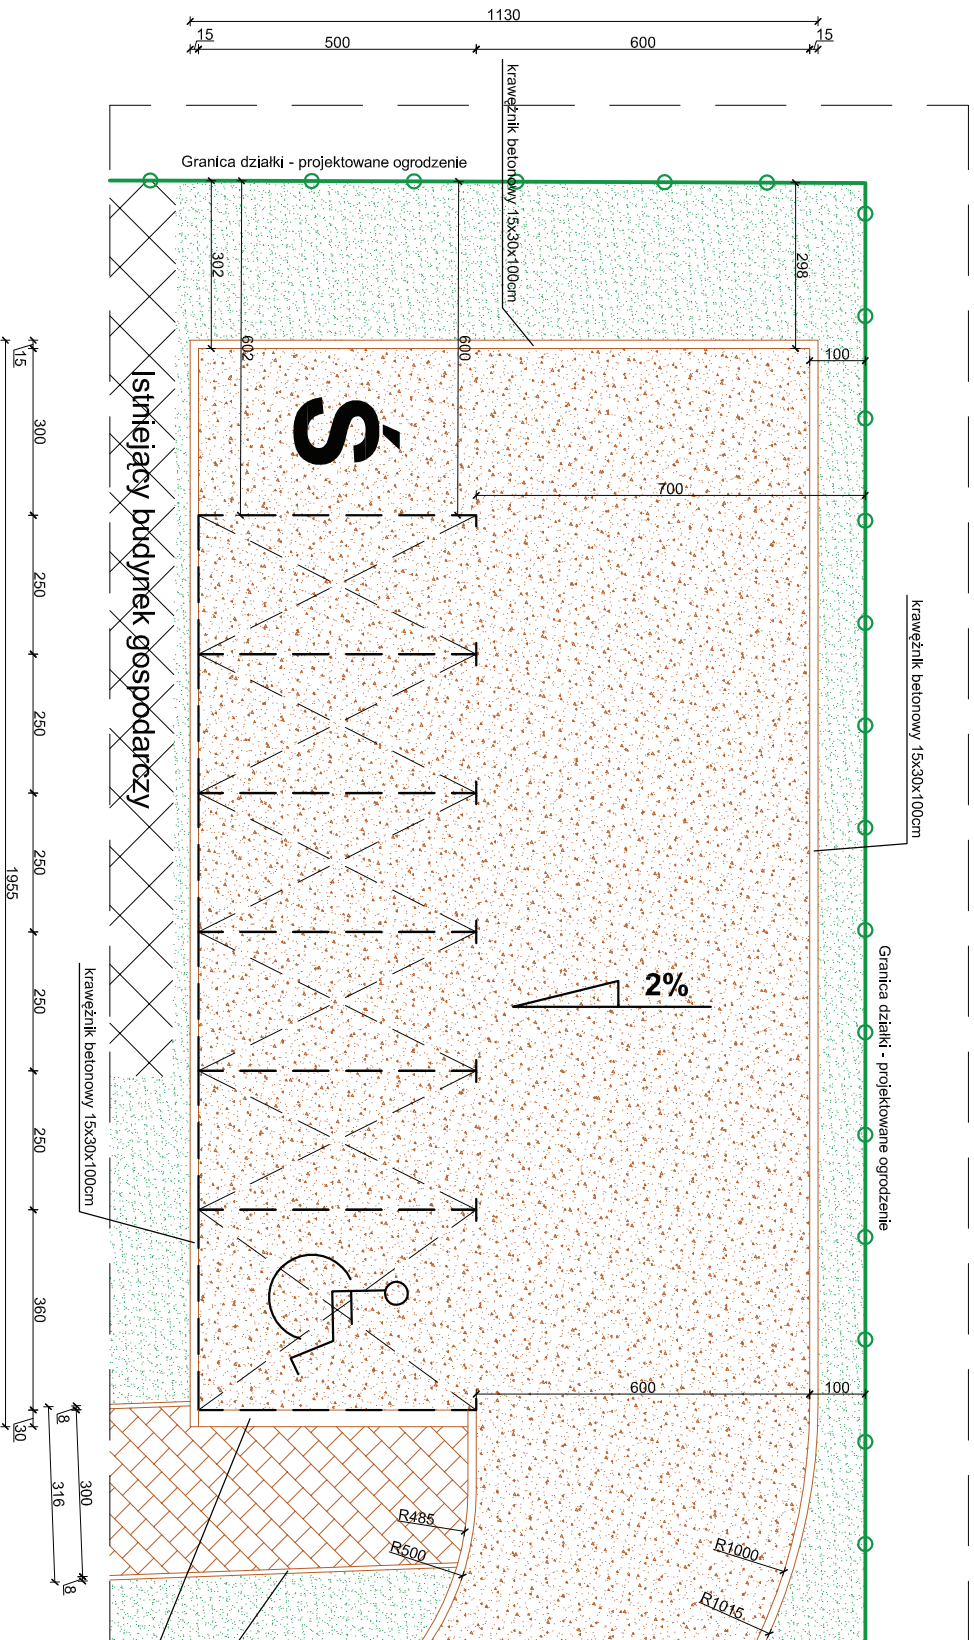 1130
15
500
600
15
krawężnik betonowy 15x30x100cm
Granica działki - projektowane ogrodzenie
302
602
600
298
100
15
300
Ś
Istniejący budynek gospodarczy
700
250
krawężnik betonowy 15x30x100cm
250
250
1955
Granica działki - projektowane ogrodzenie
2%
250
krawężnik betonowy 15x30x100cm
250
360
600
100
30
8
300
316
8
R485
R500
R1000
R1015